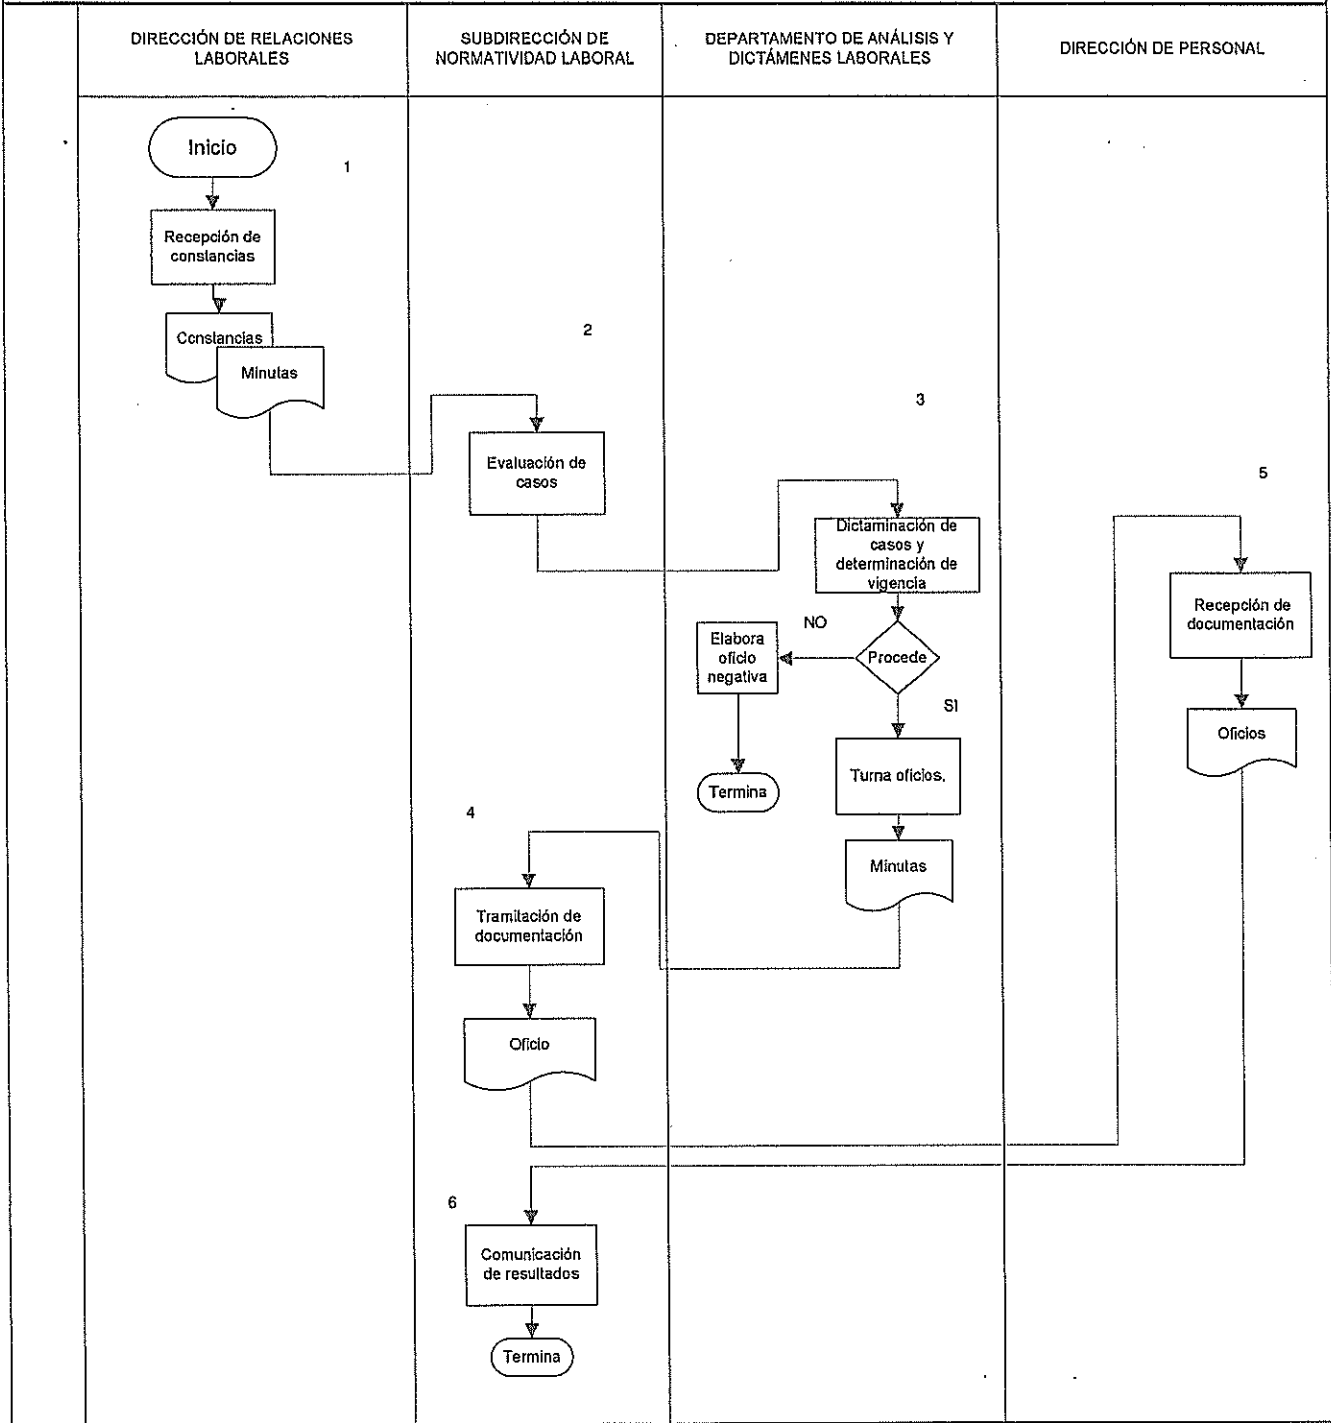 DIRECCIÓN DE RELACIONES
LABORALES
SUBDIRECCIÓN DE
NORMATIVIDAD LABORAL
DEPARTAMENTO DE ANÁLISIS Y
DICTÁMENES LABORALES
DIRECCIÓN DE PERSONAL
Inicio
1
Recepción de
constancias
Constancias
Minutas
2
Evaluación de
casos
3
Dictaminación de
casos y
determinación de
vigencia
Procede
NO
Elabora
oficio
negativa
Termina
SI
Turna oficios.
Minutas
4
Tramitación de
documentación
Oficio
5
Recepción de
documentación
Oficios
6
Comunicación
de resultados
Termina